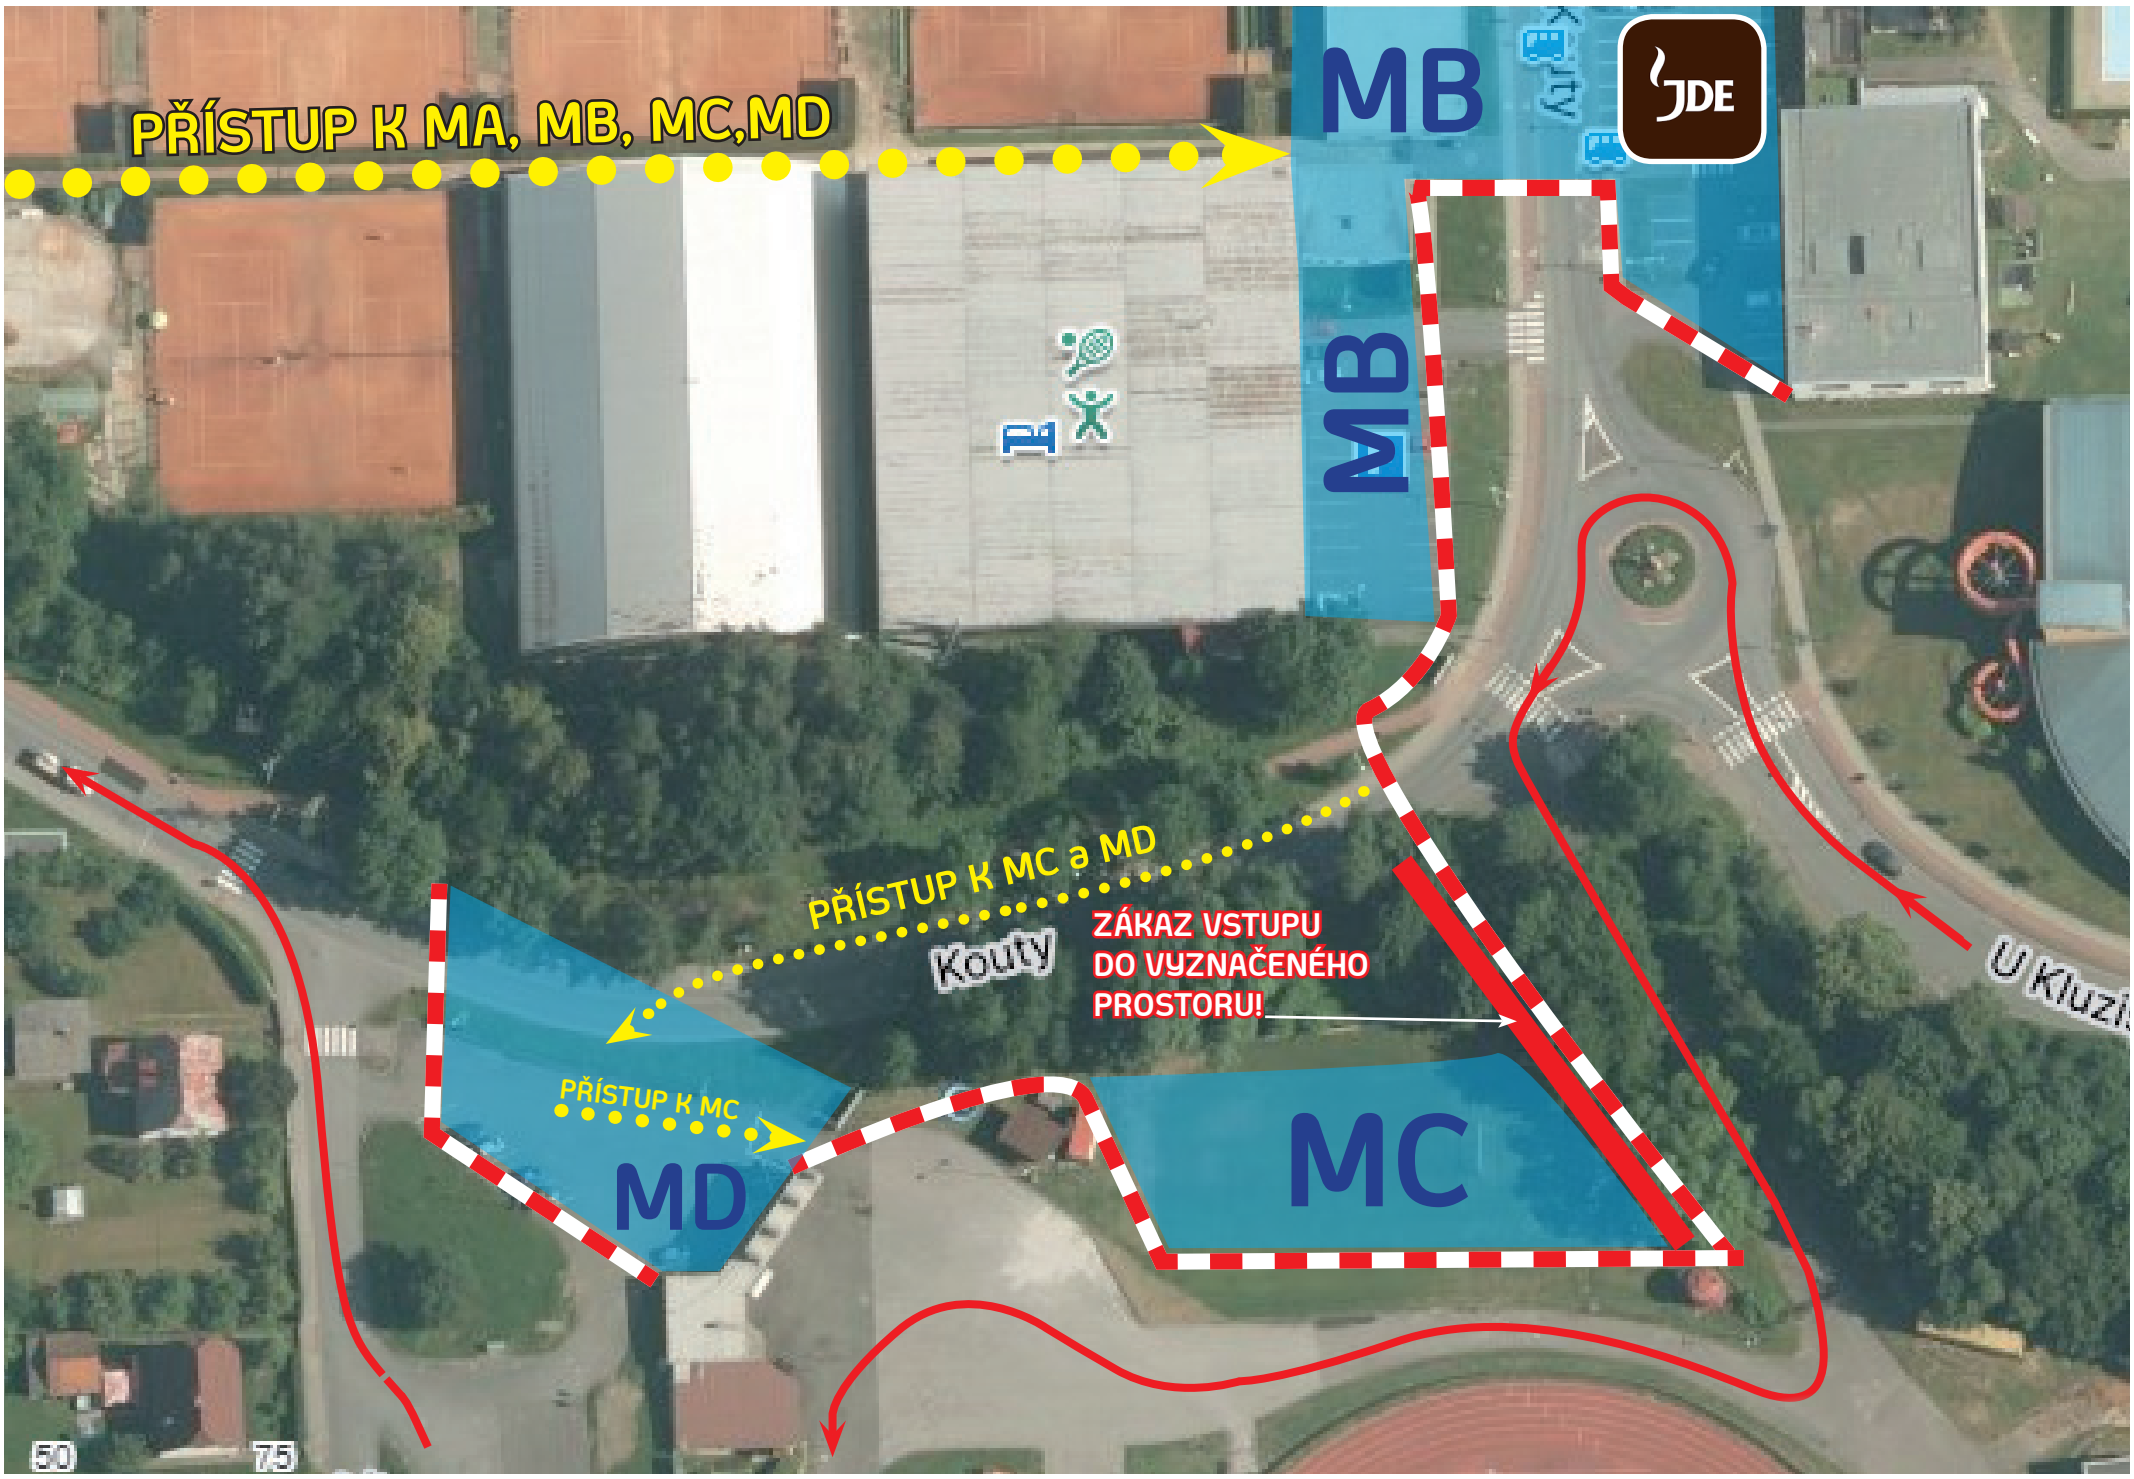 MB
JDE
PŘÍSTUP K MA, MB, MC,MD
MB
PŘÍSTUP K MC a MD
Kouty
ZÁKAZ VSTUPU
DO VYZNAČENÉHO
PROSTORU!
PŘÍSTUP K MC
MD
MC
50
75